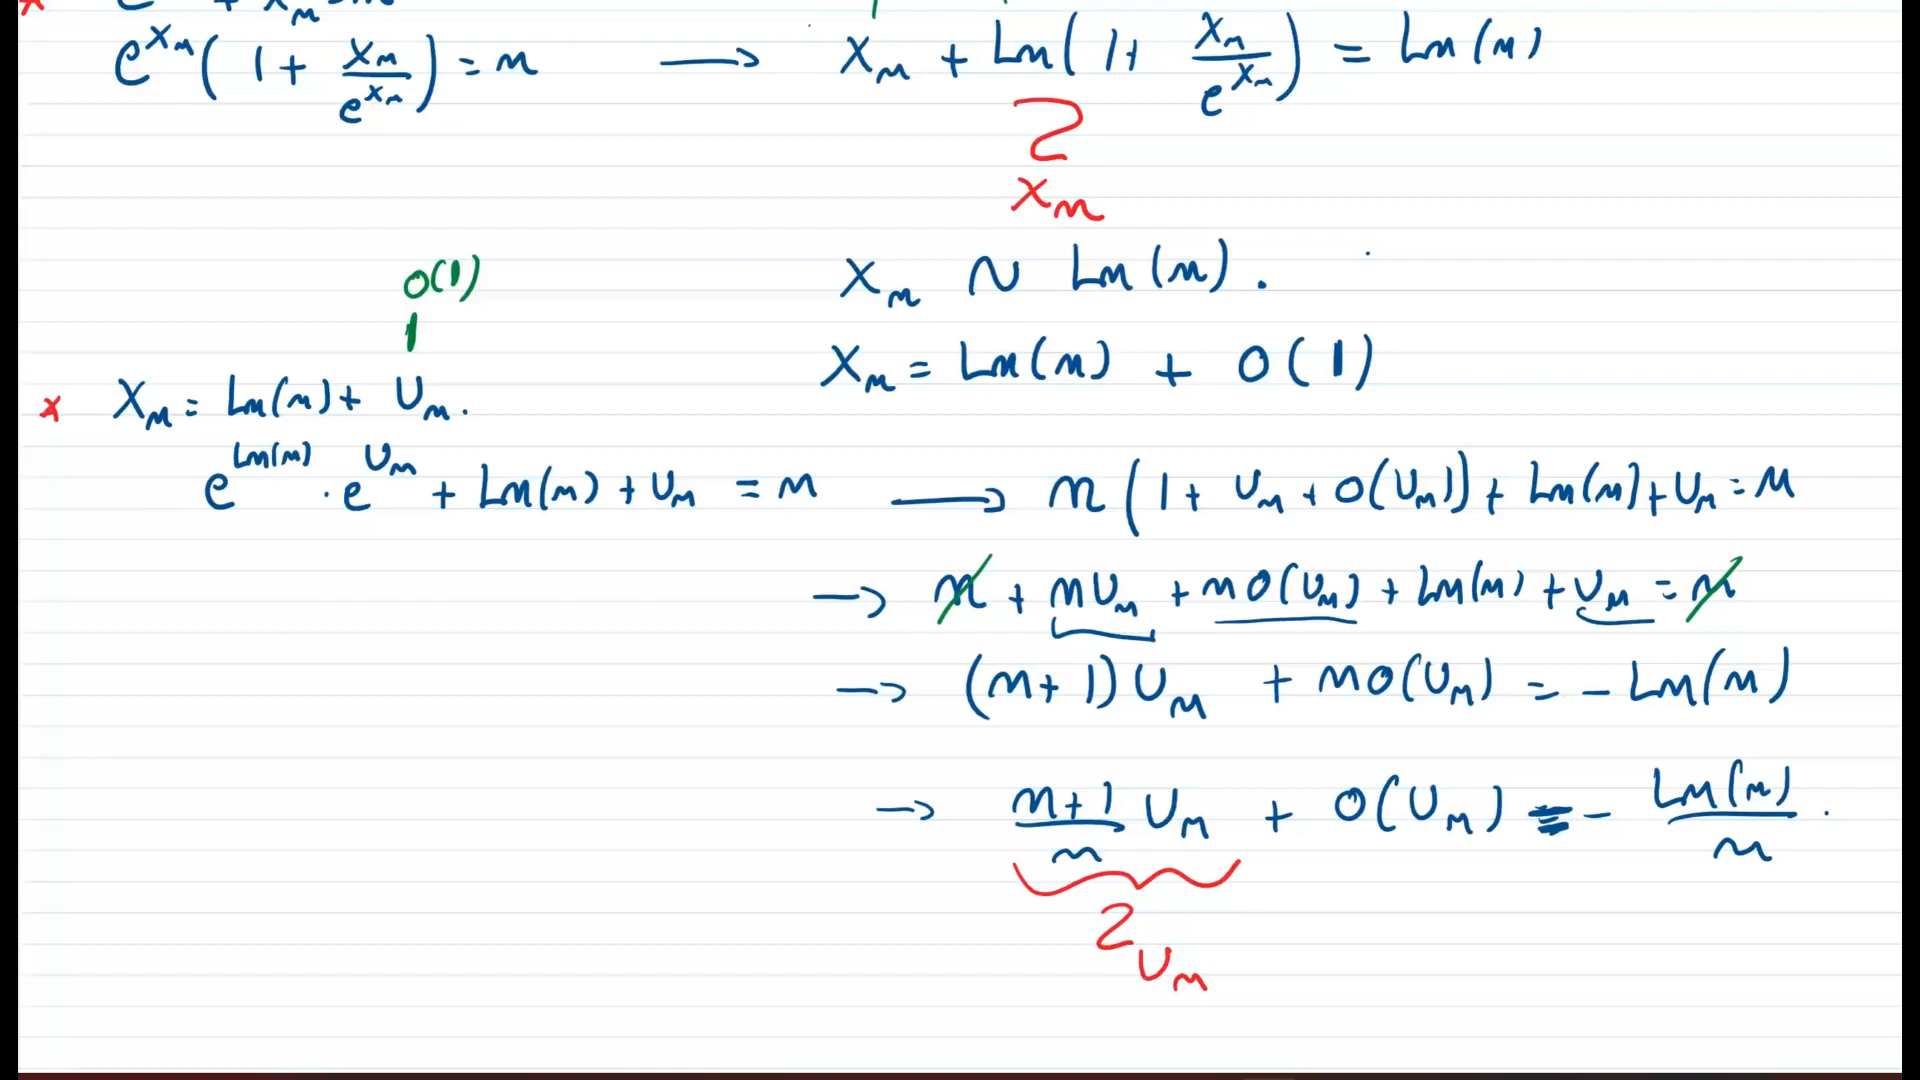 e^{x_n} + x_n = n
e^{x_n} ( 1 + x_n / e^{x_n} ) = n ⟶ x_n + Ln( 1 + x_n / e^{x_n} ) = Ln(n)
~
x_n
x_n ~ Ln(n).
o(1)
x_n = Ln(n) + o(1)
x x_n = Ln(n) + U_n.
e^{Ln(n)} . e^{U_n} + Ln(n) + U_n = n ⟶ n ( 1 + U_n + o(U_n) ) + Ln(n) + U_n = n
→ n + nU_n + n o(U_n) + Ln(n) + U_n = n
→ (n+1) U_n + n o(U_n) = - Ln(n)
→ (n+1)/n U_n + o(U_n) = - Ln(n)/n .
~
U_n